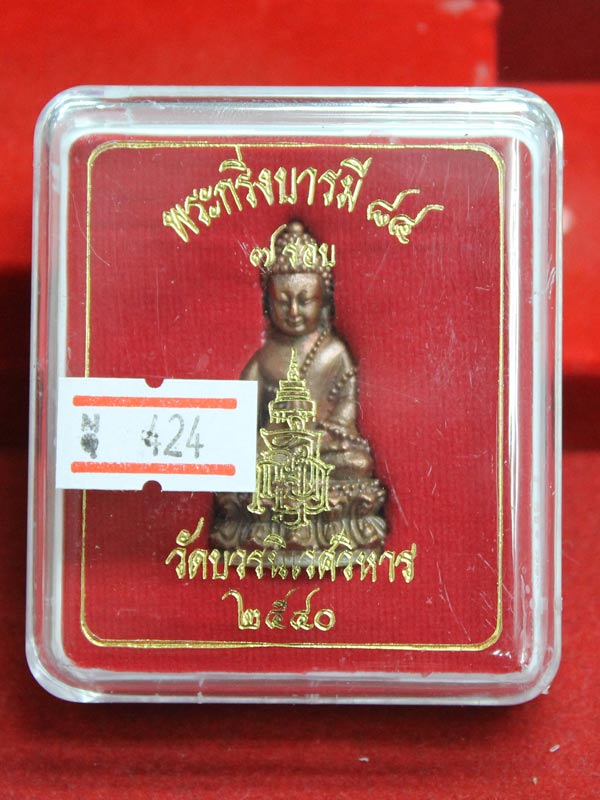 พระกริ่งบารมี ๘๔
๗ รอบ
ท 424
วัดบวรนิเวศวิหาร
๒๕๔๐